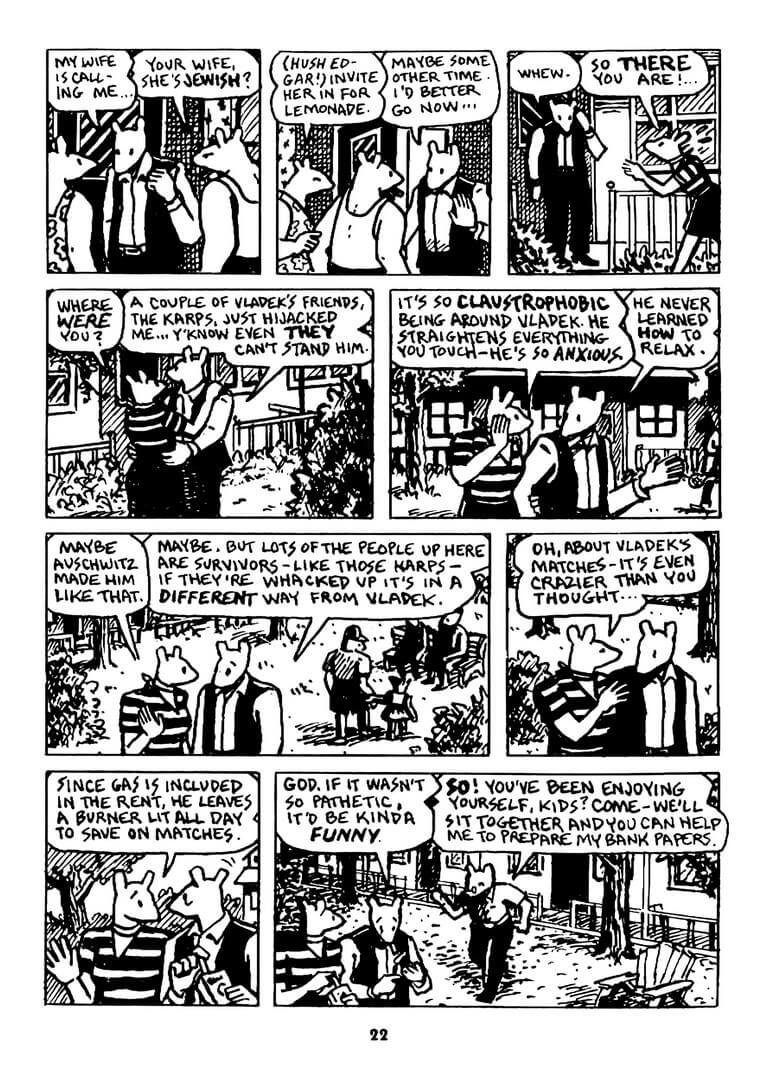 MY WIFE
IS CALL-
ING ME...
YOUR WIFE,
SHE'S JEWISH?
(HUSH ED-
GAR!) INVITE
HER IN FOR
LEMONADE.
MAYBE SOME
OTHER TIME.
I'D BETTER
GO NOW...
WHEW.
SO THERE
YOU ARE!...
WHERE
WERE
YOU?
A COUPLE OF VLADEK'S FRIENDS,
THE KARPS, JUST HIJACKED
ME... Y'KNOW EVEN THEY
CAN'T STAND HIM.
IT'S SO CLAUSTROPHOBIC
BEING AROUND VLADEK. HE
STRAIGHTENS EVERYTHING
YOU TOUCH-HE'S SO ANXIOUS.
HE NEVER
LEARNED
HOW TO
RELAX.
MAYBE
AUSCHWITZ
MADE HIM
LIKE THAT.
MAYBE. BUT LOTS OF THE PEOPLE UP HERE
ARE SURVIVORS-LIKE THOSE KARPS-
IF THEY'RE WHACKED UP IT'S IN A
DIFFERENT WAY FROM VLADEK.
OH, ABOUT VLADEK'S
MATCHES-IT'S EVEN
CRAZIER THAN YOU
THOUGHT...
SINCE GAS IS INCLUDED
IN THE RENT, HE LEAVES
A BURNER LIT ALL DAY
TO SAVE ON MATCHES.
GOD. IF IT WASN'T
SO PATHETIC,
IT'D BE KINDA
FUNNY.
SO! YOU'VE BEEN ENJOYING
YOURSELF, KIDS? COME-WE'LL
SIT TOGETHER AND YOU CAN HELP
ME TO PREPARE MY BANK PAPERS.
22